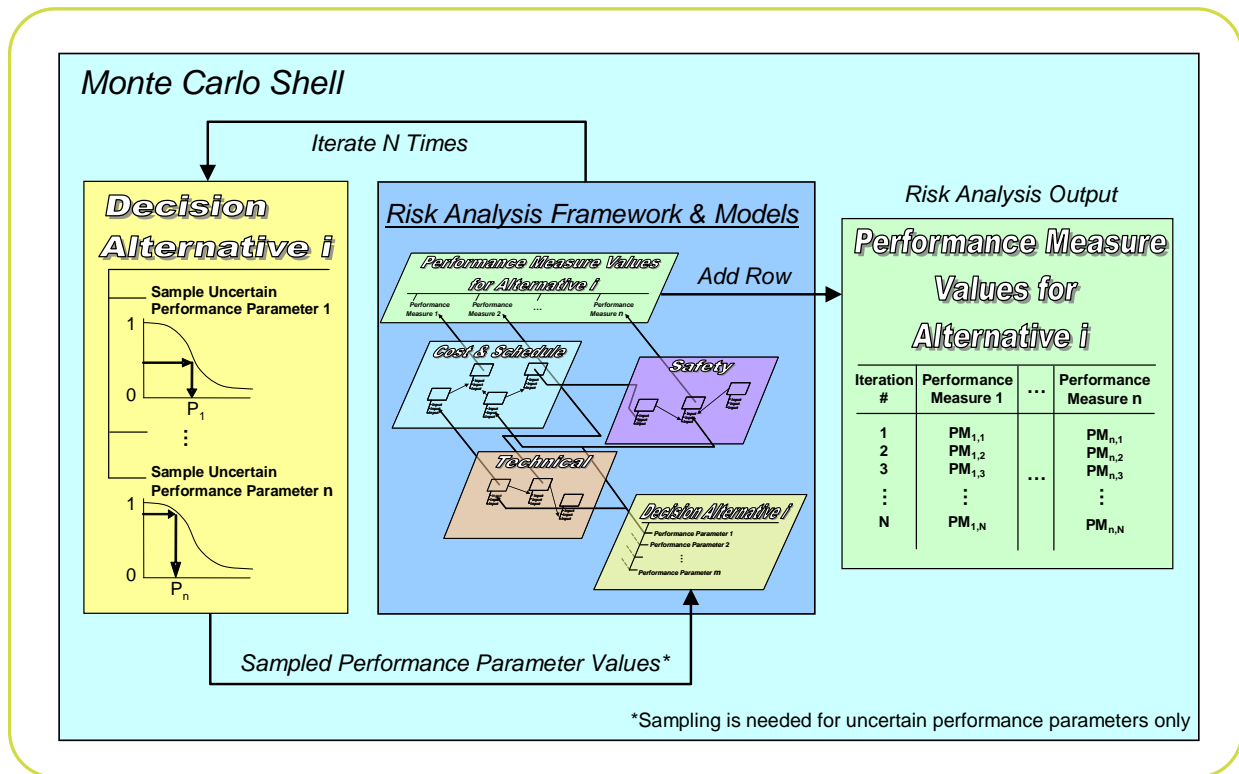 Monte Carlo Shell
Iterate N Times
Decision
Alternative i
Sample Uncertain
Performance Parameter 1
1
0
P1
⋮
Sample Uncertain
Performance Parameter n
1
0
Pn
Risk Analysis Framework & Models
Performance Measure Values
for Alternative i
Performance
Measure 1
Performance
Measure 2
...
Performance
Measure n
Cost & Schedule
Safety
Technical
Decision Alternative i
Performance Parameter 1
Performance Parameter 2
⋮
Performance Parameter m
Add Row
Sampled Performance Parameter Values*
Risk Analysis Output
Performance Measure
Values for
Alternative i
Iteration Performance ... Performance
# Measure 1 Measure n
1 PM1,1 PMn,1
2 PM1,2 PMn,2
3 PM1,3 ... PMn,3
⋮ ⋮ ⋮
N PM1,N PMn,N
*Sampling is needed for uncertain performance parameters only